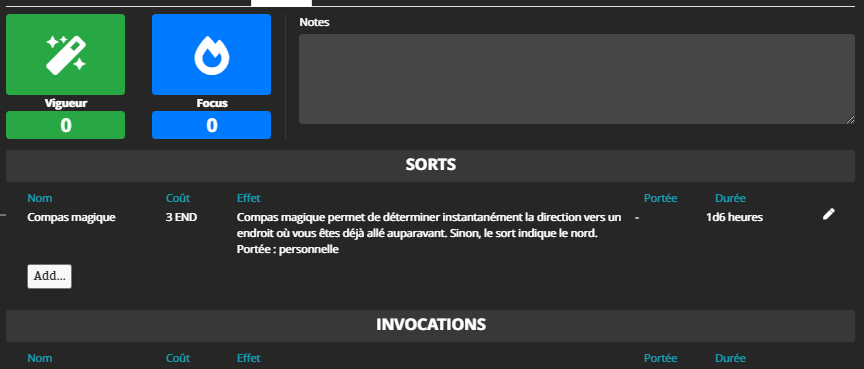 Notes
Vigueur
Focus
0
0
SORTS
Nom Coût Effet Portée Durée
Compas magique 3 END Compas magique permet de déterminer instantanément la direction vers un - 1d6 heures
endroit où vous êtes déjà allé auparavant. Sinon, le sort indique le nord.
Portée : personnelle
Add...
INVOCATIONS
Nom Coût Effet Portée Durée